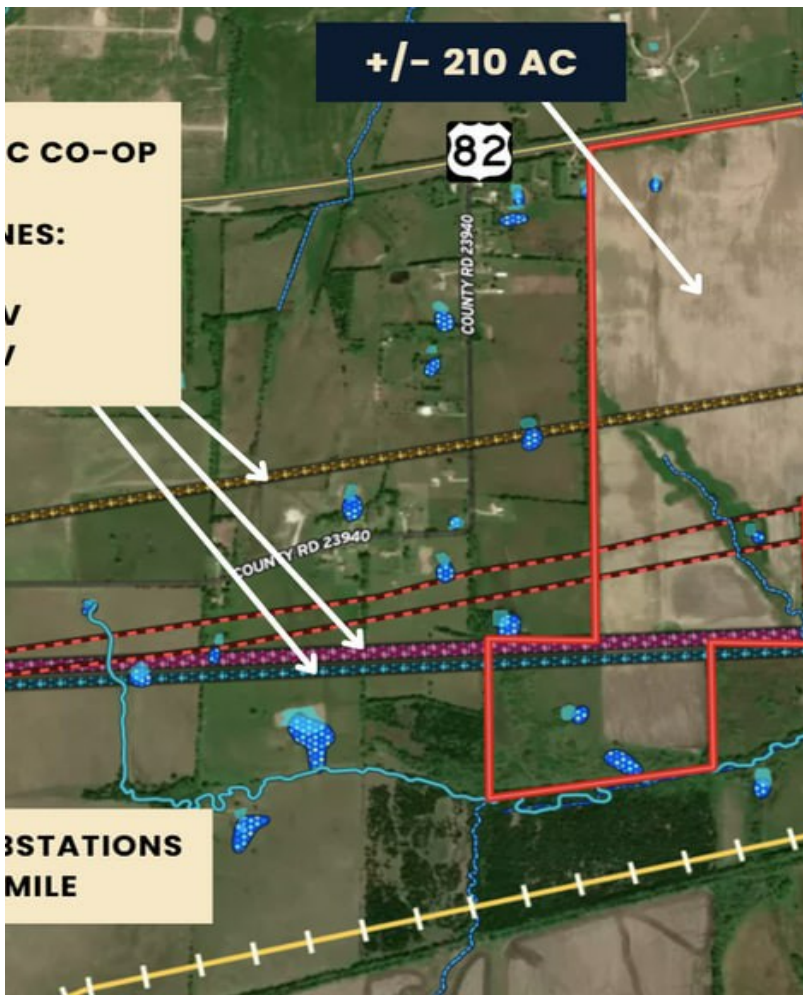 +/- 210 AC
C CO-OP
82
NES:
COUNTY RD 23940
V
V
COUNTY RD 23940
BSTATIONS
MILE